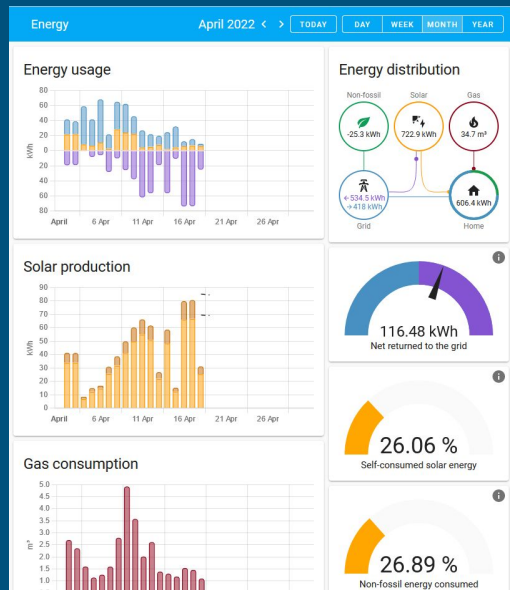 Energy
April 2022 < > TODAY DAY WEEK MONTH YEAR
Energy usage
80
60
40
20
0
20
40
60
80
kWh
April 6 Apr 11 Apr 16 Apr 21 Apr 26 Apr
Energy distribution
Non-fossil Solar Gas
-25.3 kWh 722.9 kWh 34.7 m³
←534.5 kWh
→418 kWh
606.4 kWh
Grid Home
Solar production
90
80
70
60
50
40
30
20
10
0
kWh
April 6 Apr 11 Apr 16 Apr 21 Apr 26 Apr
116.48 kWh
Net returned to the grid
26.06 %
Self-consumed solar energy
Gas consumption
5.0
4.5
4.0
3.5
3.0
2.5
2.0
1.5
1.0
m³
26.89 %
Non-fossil energy consumed